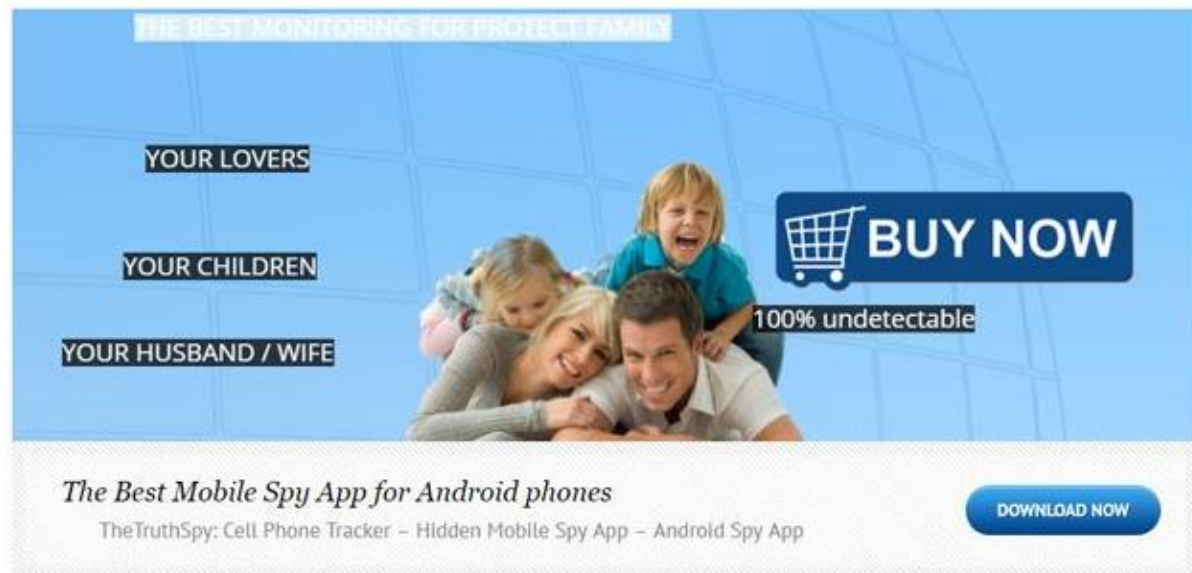 THE BEST MONITORING FOR PROTECT FAMILY
YOUR LOVERS
YOUR CHILDREN
YOUR HUSBAND / WIFE
BUY NOW
100% undetectable
The Best Mobile Spy App for Android phones
TheTruthSpy: Cell Phone Tracker – Hidden Mobile Spy App – Android Spy App
DOWNLOAD NOW